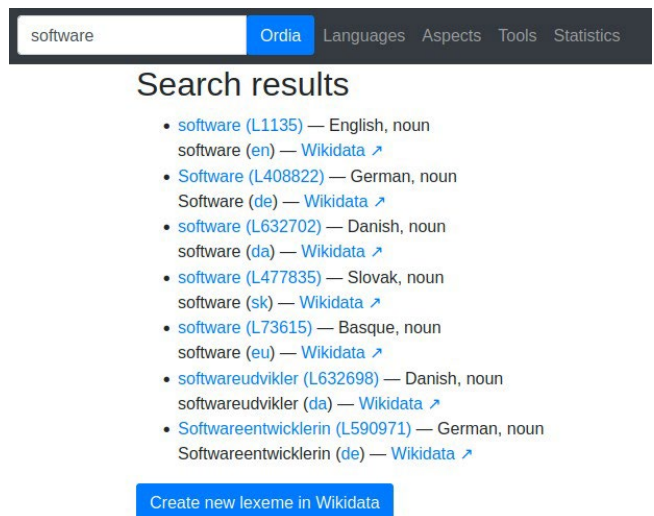 software Ordia Languages Aspects Tools Statistics
Search results
• software (L1135) — English, noun
software (en) — Wikidata ↗
• Software (L408822) — German, noun
Software (de) — Wikidata ↗
• software (L632702) — Danish, noun
software (da) — Wikidata ↗
• software (L477835) — Slovak, noun
software (sk) — Wikidata ↗
• software (L73615) — Basque, noun
software (eu) — Wikidata ↗
• softwareudvikler (L632698) — Danish, noun
softwareudvikler (da) — Wikidata ↗
• Softwareentwicklerin (L590971) — German, noun
Softwareentwicklerin (de) — Wikidata ↗
Create new lexeme in Wikidata